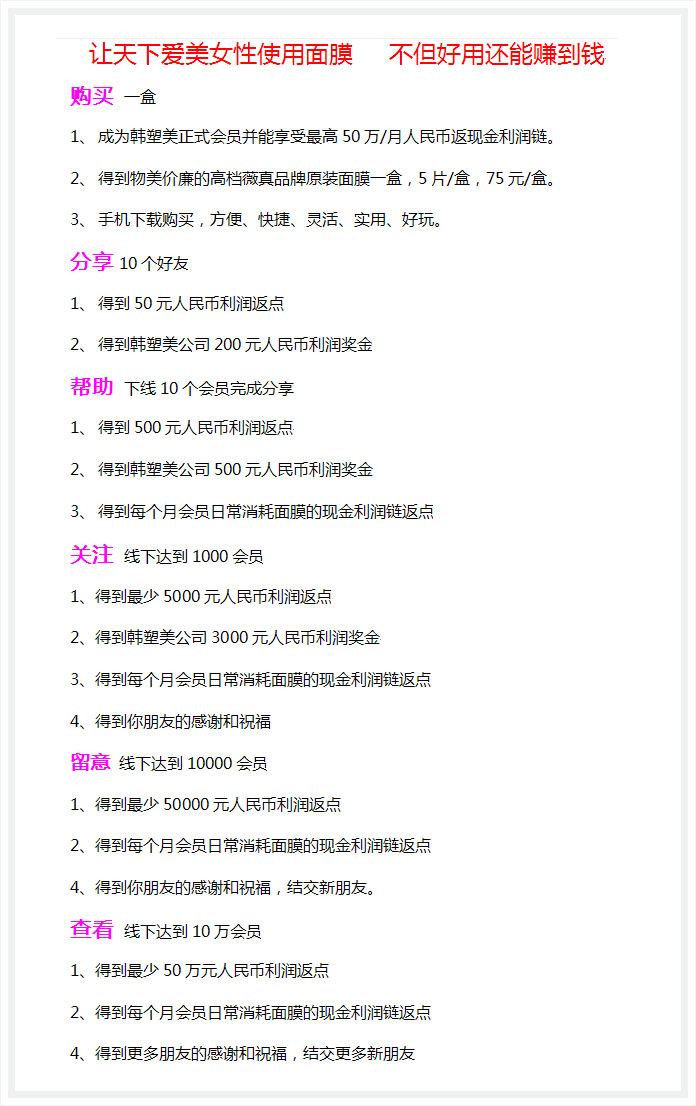 让天下爱美女性使用面膜 不但好用还能赚到钱
购买 一盒
1、 成为韩塑美正式会员并能享受最高 50 万/月人民币返现金利润链。
2、 得到物美价廉的高档薇真品牌原装面膜一盒，5 片/盒，75 元/盒。
3、 手机下载购买，方便、快捷、灵活、实用、好玩。
分享 10 个好友
1、 得到 50 元人民币利润返点
2、 得到韩塑美公司 200 元人民币利润奖金
帮助 下线 10 个会员完成分享
1、 得到 500 元人民币利润返点
2、 得到韩塑美公司 500 元人民币利润奖金
3、 得到每个月会员日常消耗面膜的现金利润链返点
关注 线下达到 1000 会员
1、得到最少 5000 元人民币利润返点
2、得到韩塑美公司 3000 元人民币利润奖金
3、得到每个月会员日常消耗面膜的现金利润链返点
4、得到你朋友的感谢和祝福
留意 线下达到 10000 会员
1、得到最少 50000 元人民币利润返点
2、得到每个月会员日常消耗面膜的现金利润链返点
4、得到你朋友的感谢和祝福，结交新朋友。
查看 线下达到 10 万会员
1、得到最少 50 万元人民币利润返点
2、得到每个月会员日常消耗面膜的现金利润链返点
4、得到更多朋友的感谢和祝福，结交更多新朋友